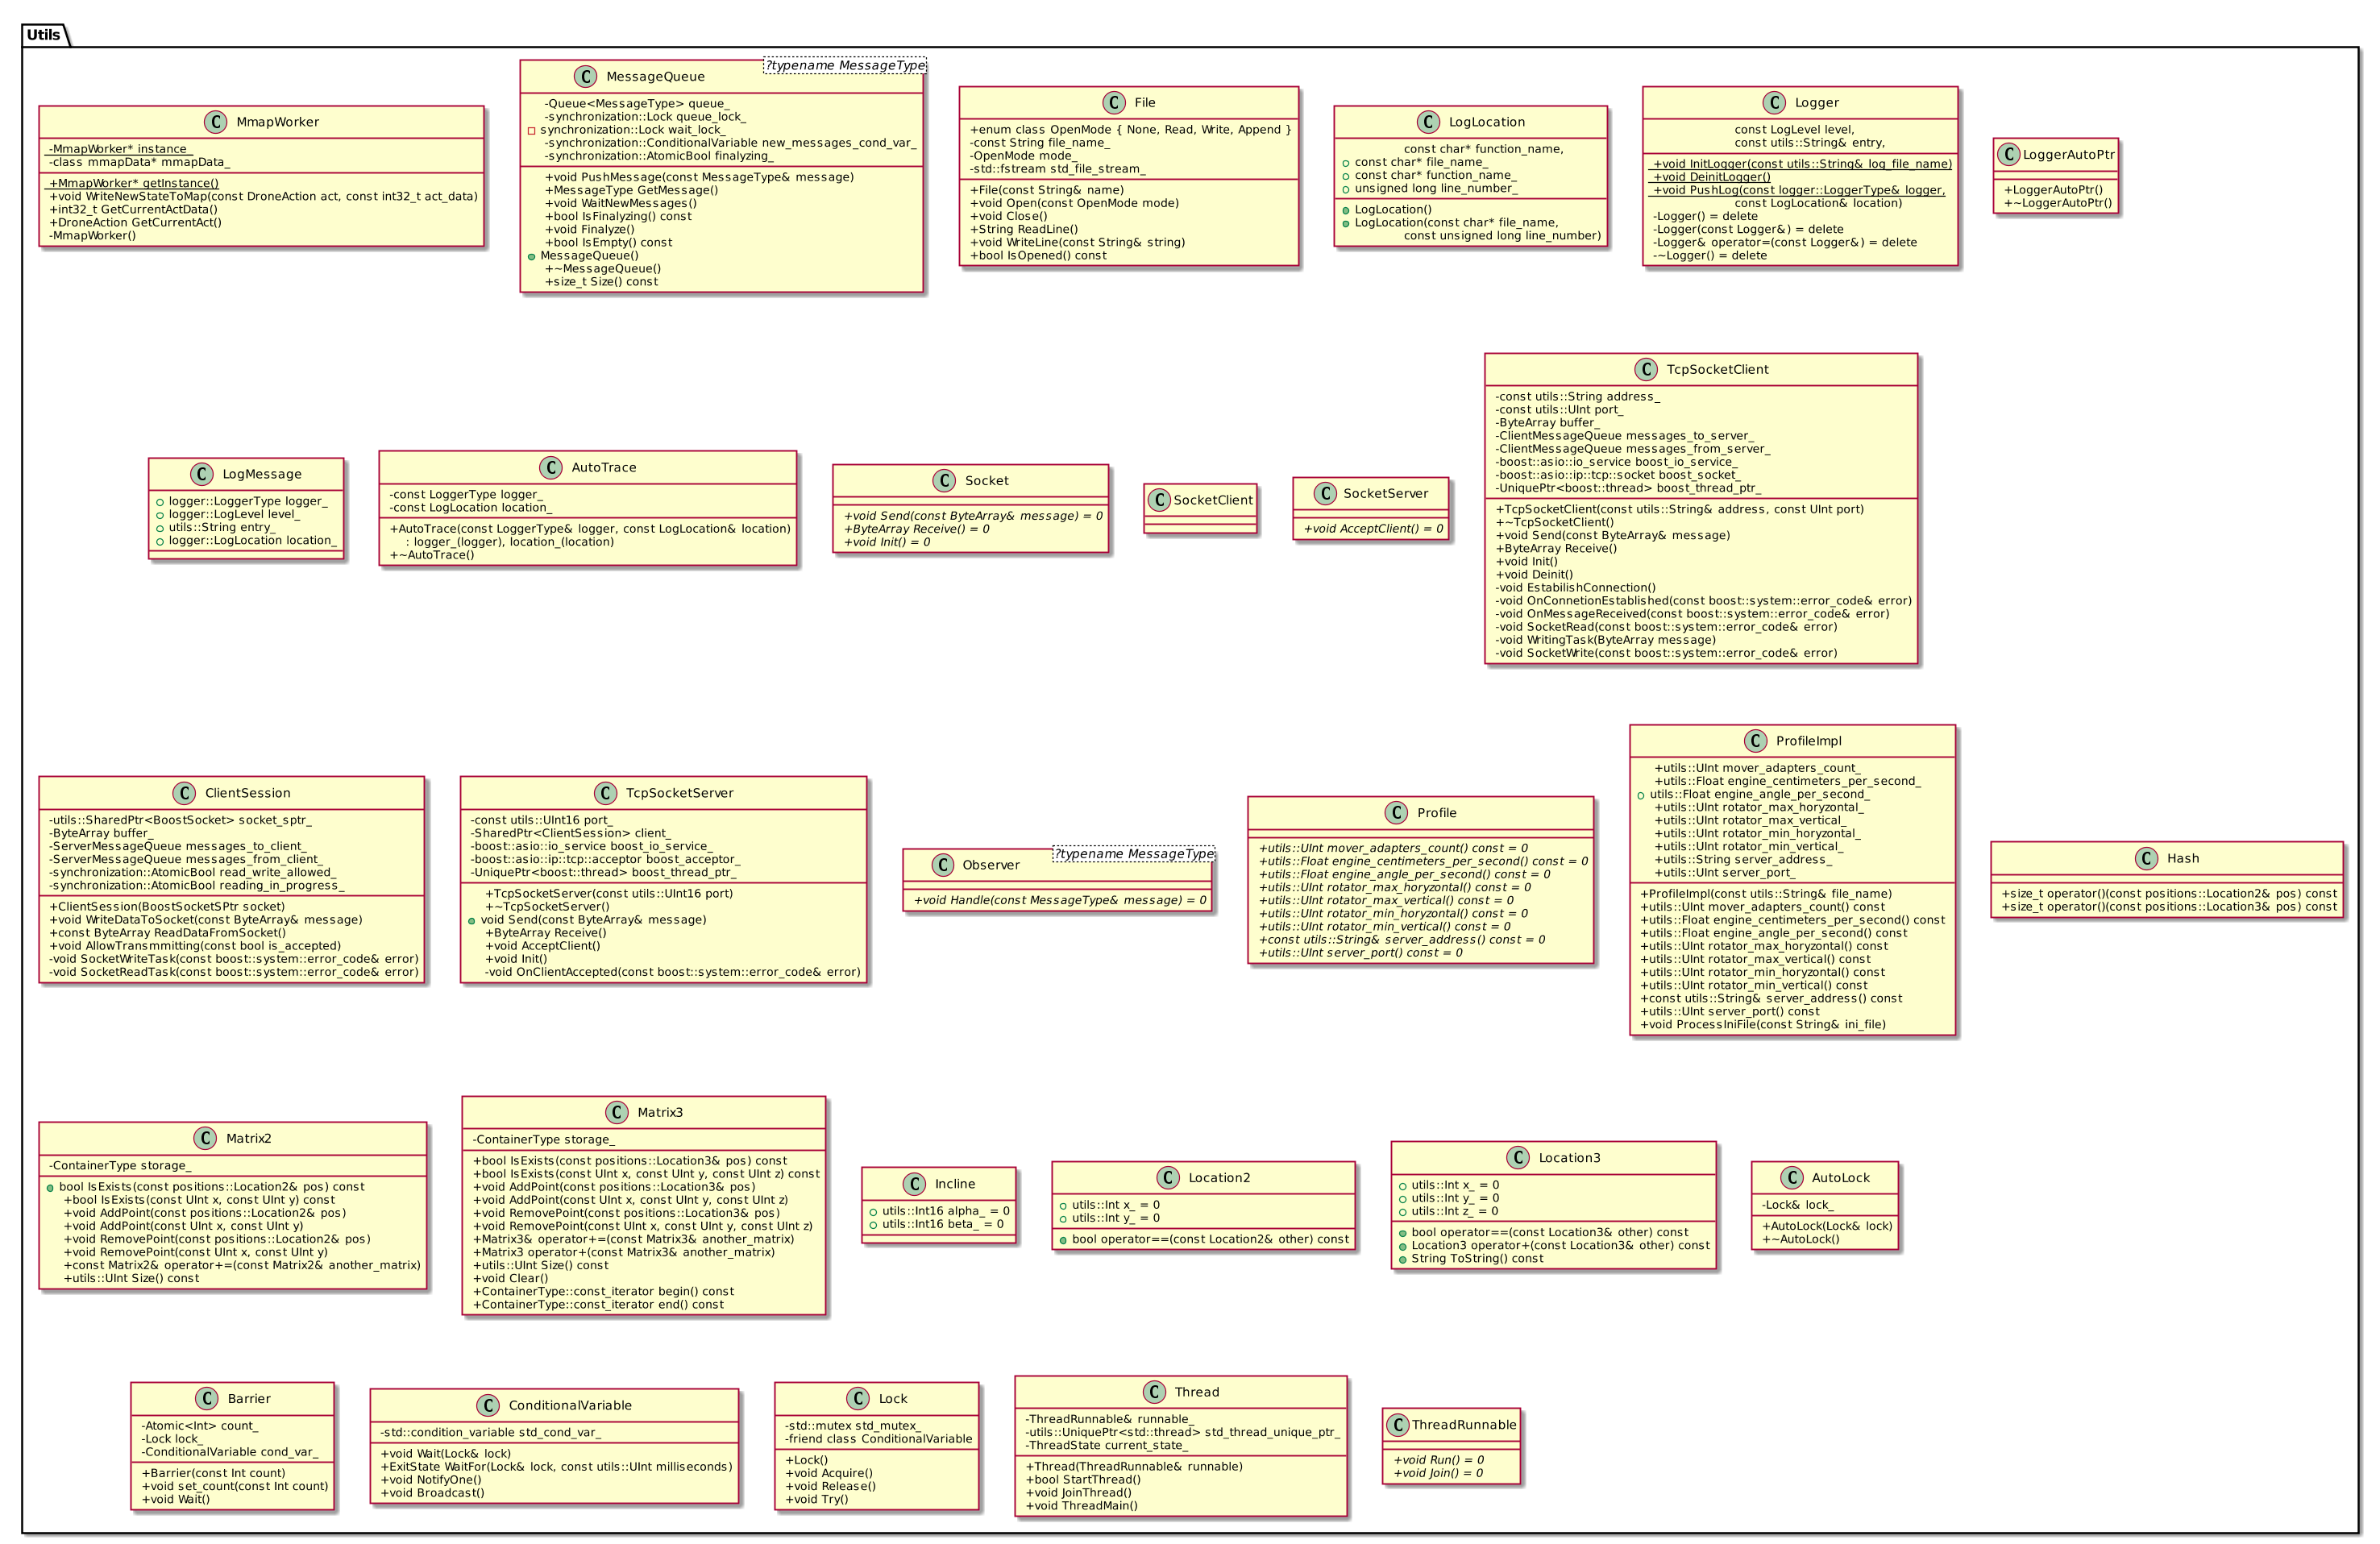 Utils
MmapWorker
-MmapWorker* instance_
-class mmapData* mmapData_
+MmapWorker* getInstance()
+void WriteNewStateToMap(const DroneAction act, const int32_t act_data)
+int32_t GetCurrentActData()
+DroneAction GetCurrentAct()
-MmapWorker()
MessageQueue
?typename MessageType
-Queue<MessageType> queue_
-synchronization::Lock queue_lock_
synchronization::Lock wait_lock_
-synchronization::ConditionalVariable new_messages_cond_var_
-synchronization::AtomicBool finalyzing_
+void PushMessage(const MessageType& message)
+MessageType GetMessage()
+void WaitNewMessages()
+bool IsFinalyzing() const
+void Finalyze()
+bool IsEmpty() const
MessageQueue()
+~MessageQueue()
+size_t Size() const
File
+enum class OpenMode { None, Read, Write, Append }
-const String file_name_
-OpenMode mode_
-std::fstream std_file_stream_
+File(const String& name)
+void Open(const OpenMode mode)
+void Close()
+String ReadLine()
+void WriteLine(const String& string)
+bool IsOpened() const
LogLocation
const char* function_name,
const char* file_name_
const char* function_name_
unsigned long line_number_
LogLocation()
LogLocation(const char* file_name,
const unsigned long line_number)
Logger
const LogLevel level,
const utils::String& entry,
+void InitLogger(const utils::String& log_file_name)
+void DeinitLogger()
+void PushLog(const logger::LoggerType& logger,
const LogLocation& location)
-Logger() = delete
-Logger(const Logger&) = delete
-Logger& operator=(const Logger&) = delete
-~Logger() = delete
LoggerAutoPtr
+LoggerAutoPtr()
+~LoggerAutoPtr()
LogMessage
logger::LoggerType logger_
logger::LogLevel level_
utils::String entry_
logger::LogLocation location_
AutoTrace
-const LoggerType logger_
-const LogLocation location_
+AutoTrace(const LoggerType& logger, const LogLocation& location)
: logger_(logger), location_(location)
+~AutoTrace()
Socket
+void Send(const ByteArray& message) = 0
+ByteArray Receive() = 0
+void Init() = 0
SocketClient
SocketServer
+void AcceptClient() = 0
TcpSocketClient
-const utils::String address_
-const utils::UInt port_
-ByteArray buffer_
-ClientMessageQueue messages_to_server_
-ClientMessageQueue messages_from_server_
-boost::asio::io_service boost_io_service_
-boost::asio::ip::tcp::socket boost_socket_
-UniquePtr<boost::thread> boost_thread_ptr_
+TcpSocketClient(const utils::String& address, const UInt port)
+~TcpSocketClient()
+void Send(const ByteArray& message)
+ByteArray Receive()
+void Init()
+void Deinit()
-void EstabilishConnection()
-void OnConnetionEstablished(const boost::system::error_code& error)
-void OnMessageReceived(const boost::system::error_code& error)
-void SocketRead(const boost::system::error_code& error)
-void WritingTask(ByteArray message)
-void SocketWrite(const boost::system::error_code& error)
ClientSession
-utils::SharedPtr<BoostSocket> socket_sptr_
-ByteArray buffer_
-ServerMessageQueue messages_to_client_
-ServerMessageQueue messages_from_client_
-synchronization::AtomicBool read_write_allowed_
-synchronization::AtomicBool reading_in_progress_
+ClientSession(BoostSocketSPtr socket)
+void WriteDataToSocket(const ByteArray& message)
+const ByteArray ReadDataFromSocket()
+void AllowTransmmitting(const bool is_accepted)
-void SocketWriteTask(const boost::system::error_code& error)
-void SocketReadTask(const boost::system::error_code& error)
TcpSocketServer
-const utils::UInt16 port_
-SharedPtr<ClientSession> client_
-boost::asio::io_service boost_io_service_
-boost::asio::ip::tcp::acceptor boost_acceptor_
-UniquePtr<boost::thread> boost_thread_ptr_
+TcpSocketServer(const utils::UInt16 port)
+~TcpSocketServer()
void Send(const ByteArray& message)
+ByteArray Receive()
+void AcceptClient()
+void Init()
-void OnClientAccepted(const boost::system::error_code& error)
Observer
?typename MessageType
+void Handle(const MessageType& message) = 0
Profile
+utils::UInt mover_adapters_count() const = 0
+utils::Float engine_centimeters_per_second() const = 0
+utils::Float engine_angle_per_second() const = 0
+utils::UInt rotator_max_horyzontal() const = 0
+utils::UInt rotator_max_vertical() const = 0
+utils::UInt rotator_min_horyzontal() const = 0
+utils::UInt rotator_min_vertical() const = 0
+const utils::String& server_address() const = 0
+utils::UInt server_port() const = 0
ProfileImpl
+utils::UInt mover_adapters_count_
+utils::Float engine_centimeters_per_second_
utils::Float engine_angle_per_second_
+utils::UInt rotator_max_horyzontal_
+utils::UInt rotator_max_vertical_
+utils::UInt rotator_min_horyzontal_
+utils::UInt rotator_min_vertical_
+utils::String server_address_
+utils::UInt server_port_
+ProfileImpl(const utils::String& file_name)
+utils::UInt mover_adapters_count() const
+utils::Float engine_centimeters_per_second() const
+utils::Float engine_angle_per_second() const
+utils::UInt rotator_max_horyzontal() const
+utils::UInt rotator_max_vertical() const
+utils::UInt rotator_min_horyzontal() const
+utils::UInt rotator_min_vertical() const
+const utils::String& server_address() const
+utils::UInt server_port() const
+void ProcessIniFile(const String& ini_file)
Hash
+size_t operator()(const positions::Location2& pos) const
+size_t operator()(const positions::Location3& pos) const
Matrix2
-ContainerType storage_
bool IsExists(const positions::Location2& pos) const
+bool IsExists(const UInt x, const UInt y) const
+void AddPoint(const positions::Location2& pos)
+void AddPoint(const UInt x, const UInt y)
+void RemovePoint(const positions::Location2& pos)
+void RemovePoint(const UInt x, const UInt y)
+const Matrix2& operator+=(const Matrix2& another_matrix)
+utils::UInt Size() const
Matrix3
-ContainerType storage_
+bool IsExists(const positions::Location3& pos) const
+bool IsExists(const UInt x, const UInt y, const UInt z) const
+void AddPoint(const positions::Location3& pos)
+void AddPoint(const UInt x, const UInt y, const UInt z)
+void RemovePoint(const positions::Location3& pos)
+void RemovePoint(const UInt x, const UInt y, const UInt z)
+Matrix3& operator+=(const Matrix3& another_matrix)
+Matrix3 operator+(const Matrix3& another_matrix)
+utils::UInt Size() const
+void Clear()
+ContainerType::const_iterator begin() const
+ContainerType::const_iterator end() const
Incline
utils::Int16 alpha_ = 0
utils::Int16 beta_ = 0
Location2
utils::Int x_ = 0
utils::Int y_ = 0
bool operator==(const Location2& other) const
Location3
utils::Int x_ = 0
utils::Int y_ = 0
utils::Int z_ = 0
bool operator==(const Location3& other) const
Location3 operator+(const Location3& other) const
String ToString() const
AutoLock
-Lock& lock_
+AutoLock(Lock& lock)
+~AutoLock()
Barrier
-Atomic<Int> count_
-Lock lock_
-ConditionalVariable cond_var_
+Barrier(const Int count)
+void set_count(const Int count)
+void Wait()
ConditionalVariable
-std::condition_variable std_cond_var_
+void Wait(Lock& lock)
+ExitState WaitFor(Lock& lock, const utils::UInt milliseconds)
+void NotifyOne()
+void Broadcast()
Lock
-std::mutex std_mutex_
-friend class ConditionalVariable
+Lock()
+void Acquire()
+void Release()
+void Try()
Thread
-ThreadRunnable& runnable_
-utils::UniquePtr<std::thread> std_thread_unique_ptr_
-ThreadState current_state_
+Thread(ThreadRunnable& runnable)
+bool StartThread()
+void JoinThread()
+void ThreadMain()
ThreadRunnable
+void Run() = 0
+void Join() = 0